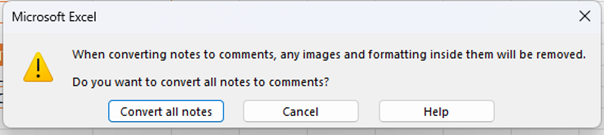 Microsoft Excel
When converting notes to comments, any images and formatting inside them will be removed.
Do you want to convert all notes to comments?
Convert all notes
Cancel
Help